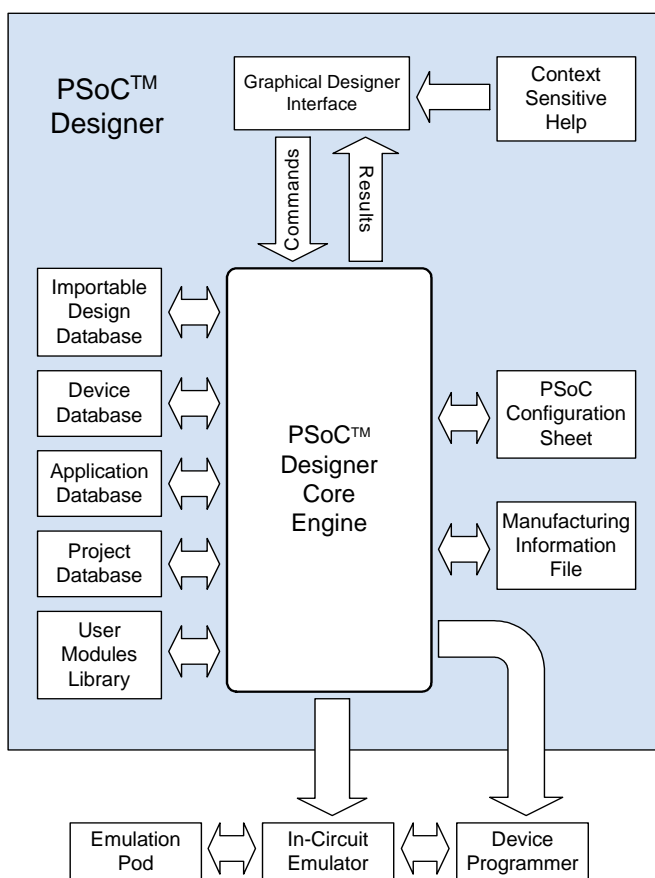 PSoC™
Designer
Graphical Designer
Interface
Context
Sensitive
Help
Commands
Results
Importable
Design
Database
Device
Database
Application
Database
Project
Database
User
Modules
Library
PSoC™
Designer
Core
Engine
PSoC
Configuration
Sheet
Manufacturing
Information
File
Emulation
Pod
In-Circuit
Emulator
Device
Programmer